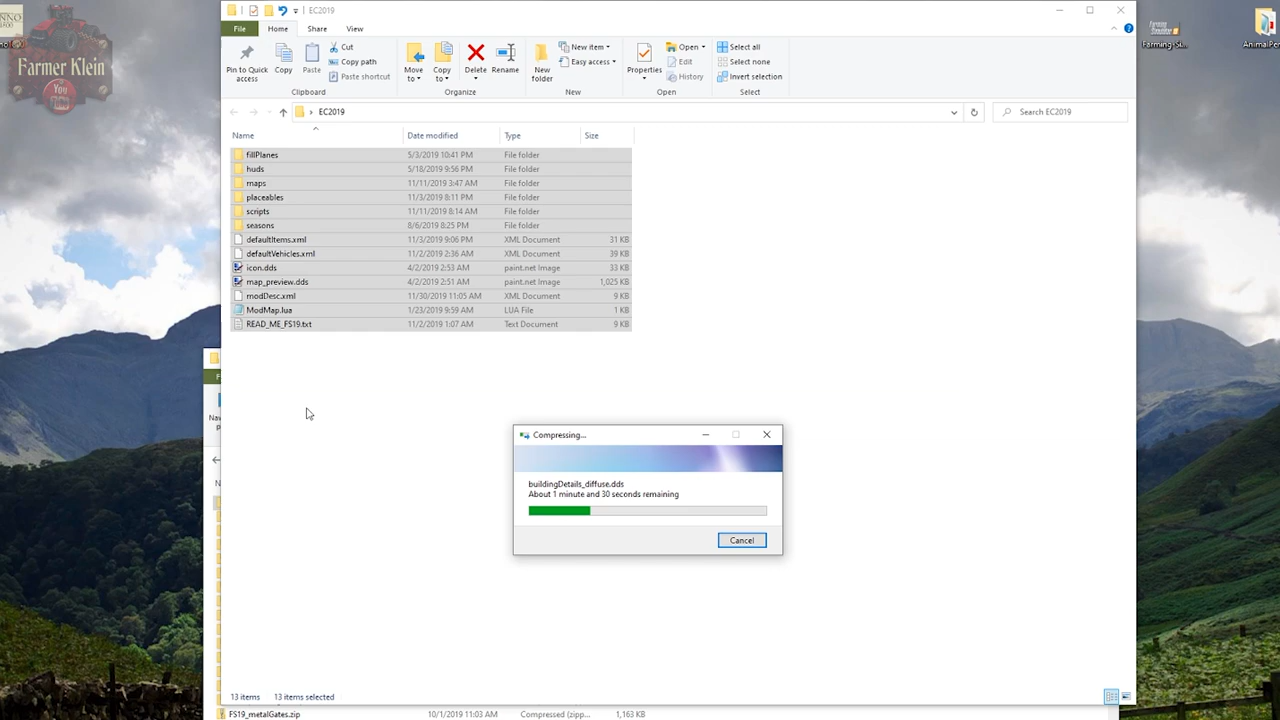 EC2019
File Home Share View
Pin to Quick access
Copy
Paste
Cut
Copy path
Paste shortcut
Clipboard
Move to
Copy to
Delete
Rename
Organize
New folder
New item
Easy access
New
Properties
Open
Edit
History
Open
Select all
Select none
Invert selection
Select
EC2019
Search EC2019
Name Date modified Type Size
fillPlanes 5/3/2019 10:41 PM File folder
huds 5/18/2019 9:56 PM File folder
maps 11/11/2019 3:47 AM File folder
placeables 11/3/2019 8:11 PM File folder
scripts 11/11/2019 8:14 AM File folder
seasons 8/6/2019 8:25 PM File folder
defaultItems.xml 11/3/2019 9:06 PM XML Document 31 KB
defaultVehicles.xml 11/2/2019 2:36 AM XML Document 39 KB
icon.dds 4/2/2019 2:53 AM paint.net Image 33 KB
map_preview.dds 4/2/2019 2:51 AM paint.net Image 1,025 KB
modDesc.xml 11/30/2019 11:05 AM XML Document 9 KB
ModMap.lua 1/23/2019 9:59 AM LUA File 1 KB
READ_ME_FS19.txt 11/2/2019 1:07 AM Text Document 9 KB
Compressing...
buildingDetails_diffuse.dds
About 1 minute and 30 seconds remaining
Cancel
13 items 13 items selected
FS19_metalGates.zip 10/1/2019 11:03 AM Compressed (zipp... 1,163 KB
Farmer Klein
You
Farming-Si...
AnimalPen